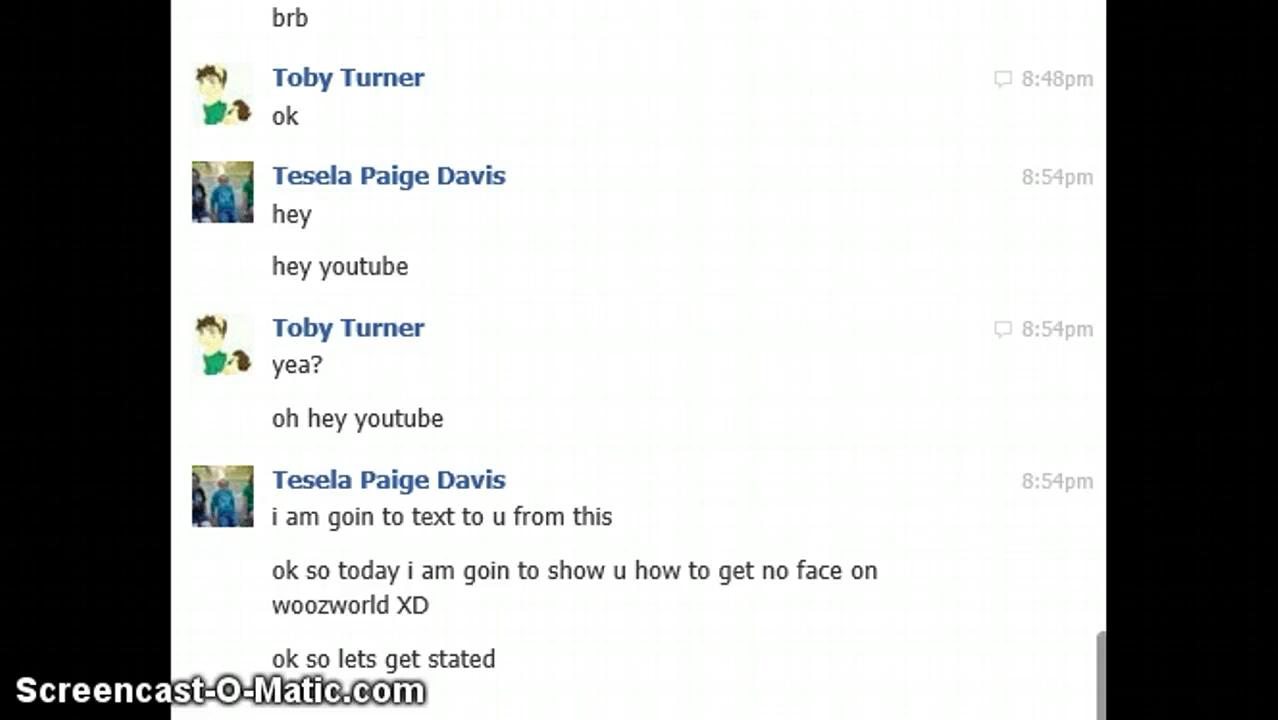 brb
Toby Turner 8:48pm
ok
Tesela Paige Davis 8:54pm
hey
hey youtube
Toby Turner 8:54pm
yea?
oh hey youtube
Tesela Paige Davis 8:54pm
i am goin to text to u from this
ok so today i am goin to show u how to get no face on
woozworld XD
ok so lets get stated
Screencast-O-Matic.com